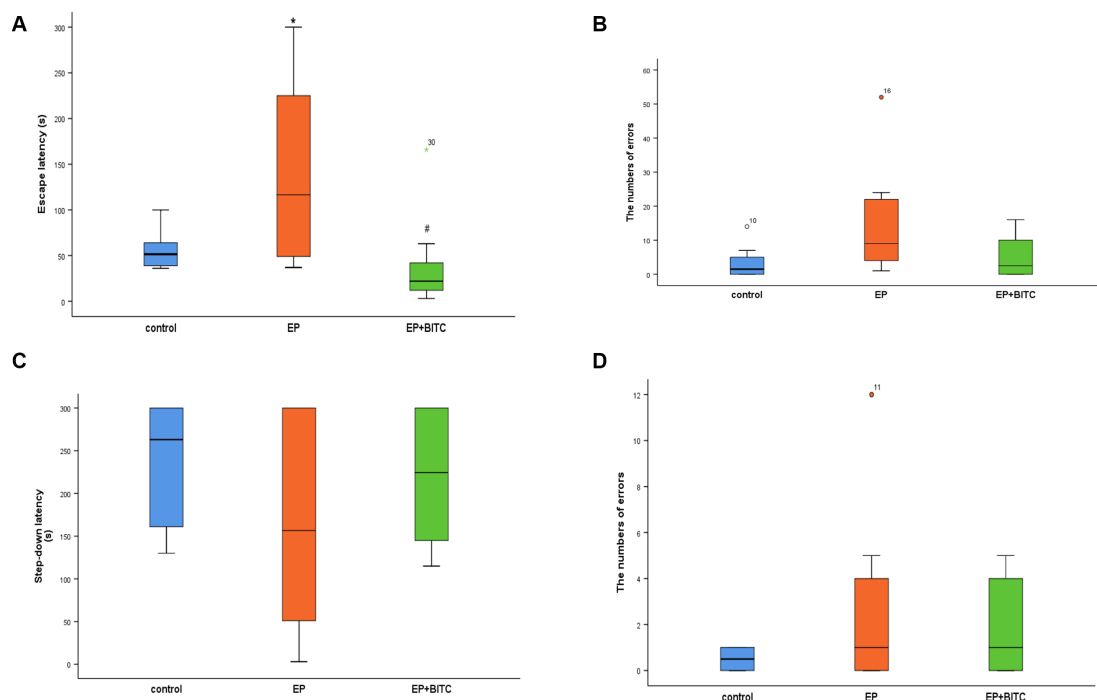 A
Escape latency (s)
300
250
200
150
100
50
0
*
*
30
#
control
EP
EP+BITC
B
The numbers of errors
60
50
40
30
20
10
0
10
16
control
EP
EP+BITC
C
Step-down latency
(s)
300
250
200
150
100
50
0
control
EP
EP+BITC
D
The numbers of errors
12
10
8
6
4
2
0
11
control
EP
EP+BITC